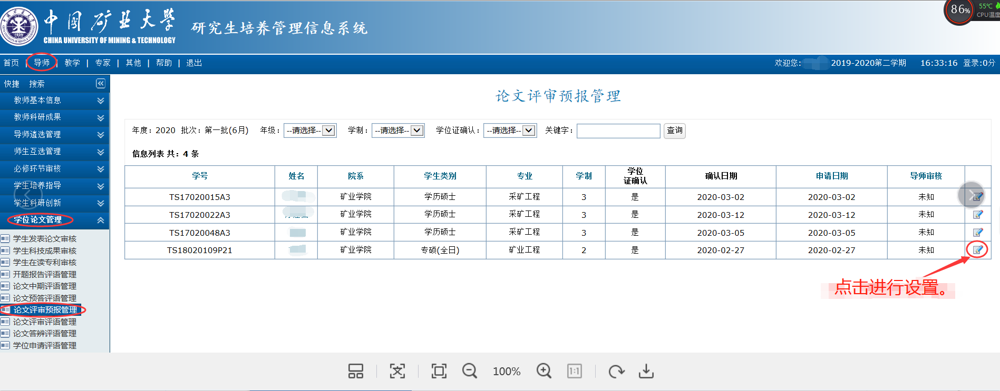 中国矿业大学
CHINA UNIVERSITY OF MINING & TECHNOLOGY
研究生培养管理信息系统
86%
55℃
CPU温度
首页 | 导师 | 教学 | 专家 | 其他 | 帮助 | 退出
欢迎您: 2019-2020第二学期 16:33:16 登录:0分
快捷 搜索
教师基本信息
教师科研成果
导师遴选管理
师生互选管理
必修环节审核
学生培养指导
学生科研创新
学位论文管理
学生发表论文审核
学生科技成果审核
学生在读专利审核
开题报告评语管理
论文中期评语管理
论文预答评语管理
论文评审预报管理
论文评审评语管理
论文答辨评语管理
学位申请评语管理
论文评审预报管理
年度：2020 批次：第一批(6月) 年级：--请选择-- 学制：--请选择-- 学位证确认：--请选择-- 关键字： 查询
信息列表 共：4 条
学号 姓名 院系 学生类别 专业 学制 学位证确认 确认日期 申请日期 导师审核
TS17020015A3 矿业学院 学历硕士 采矿工程 3 是 2020-03-02 2020-03-02 未知
TS17020022A3 矿业学院 学历硕士 采矿工程 3 是 2020-03-12 2020-03-12 未知
TS17020048A3 矿业学院 学历硕士 采矿工程 3 是 2020-03-05 2020-03-05 未知
TS18020109P21 矿业学院 专硕(全日) 矿业工程 2 是 2020-02-27 2020-02-27 未知
点击进行设置。
文 100% 1:1